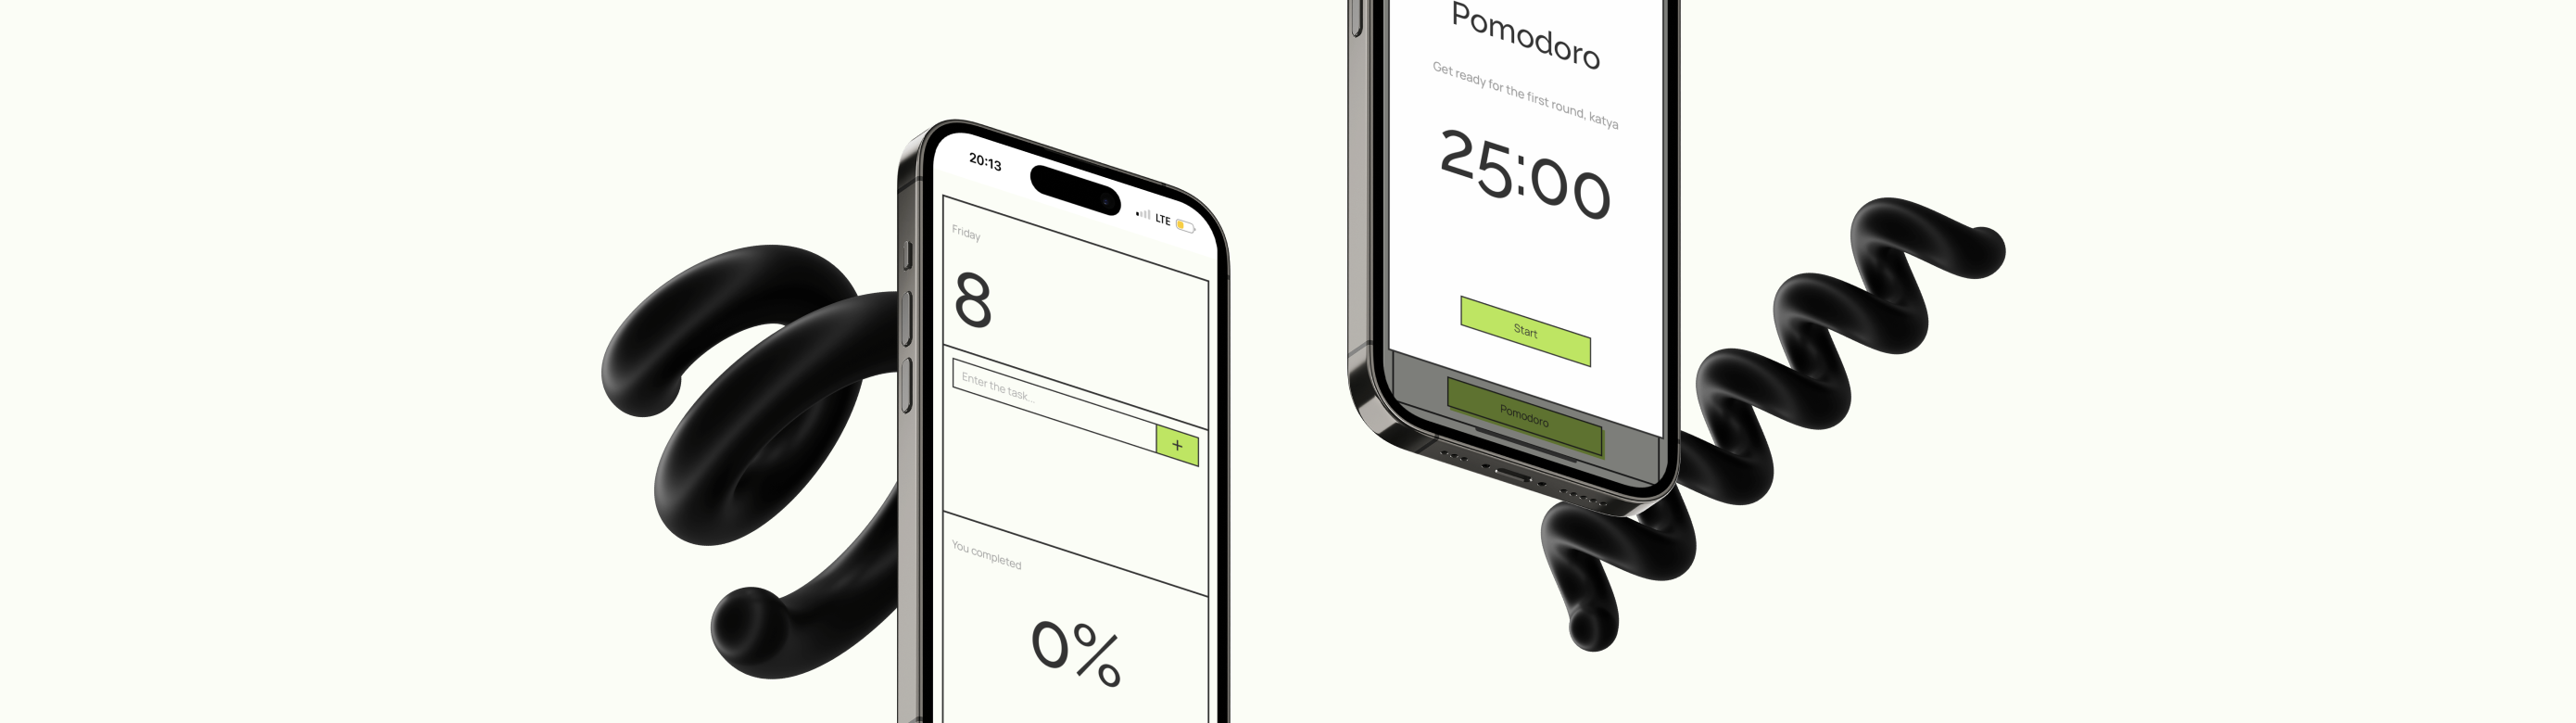 20:13
LTE
Friday
8
Enter the task...
+
You completed
0%
Pomodoro
Get ready for the first round, katya
25:00
Start
Pomodoro